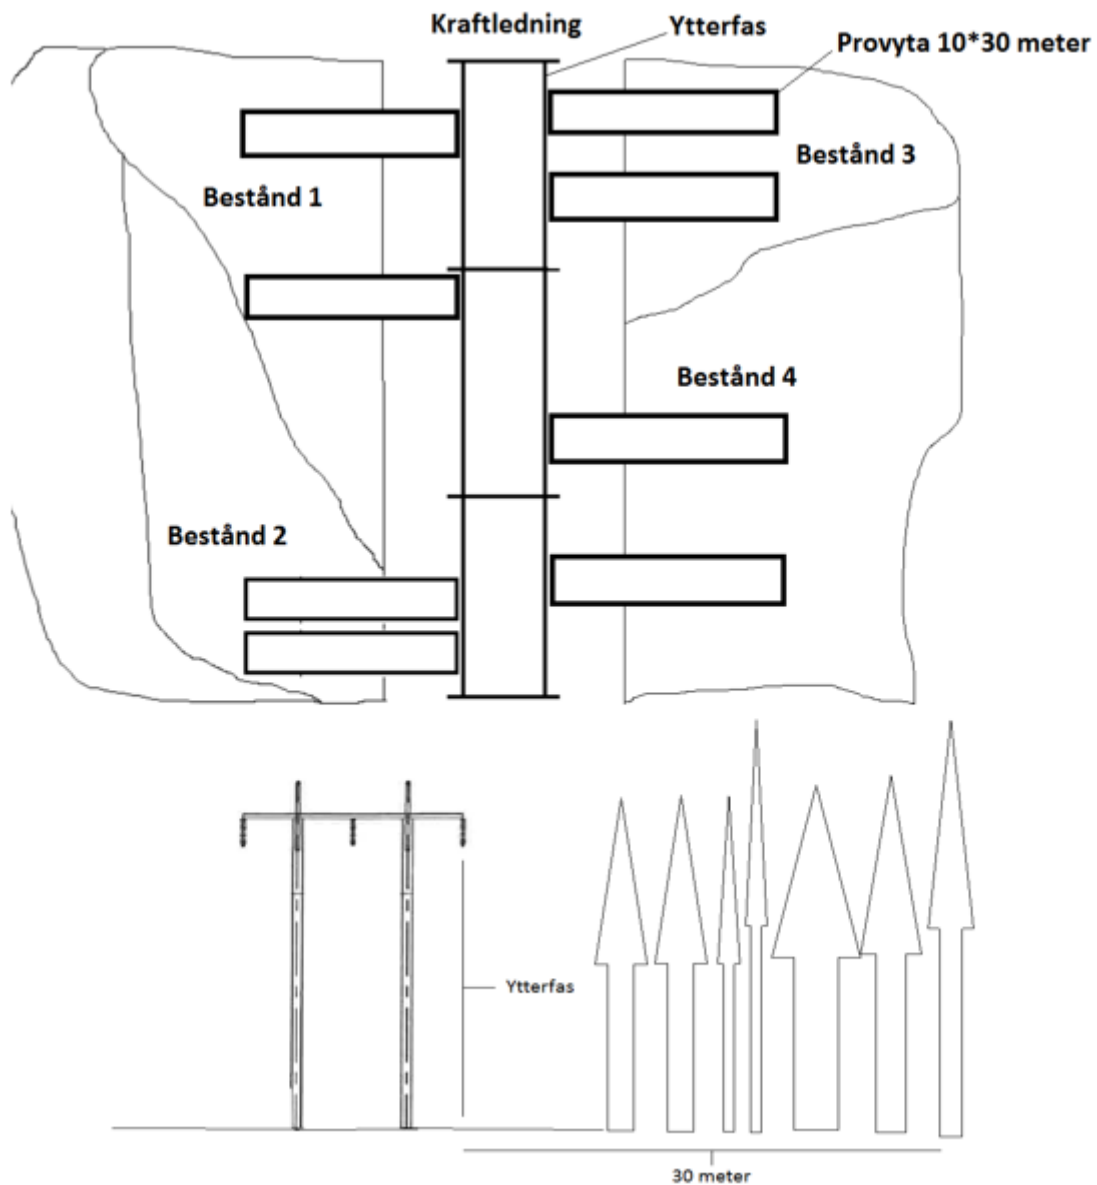 Kraftledning
Ytterfas
Provyta 10*30 meter
Bestånd 3
Bestånd 1
Bestånd 4
Bestånd 2
Ytterfas
30 meter